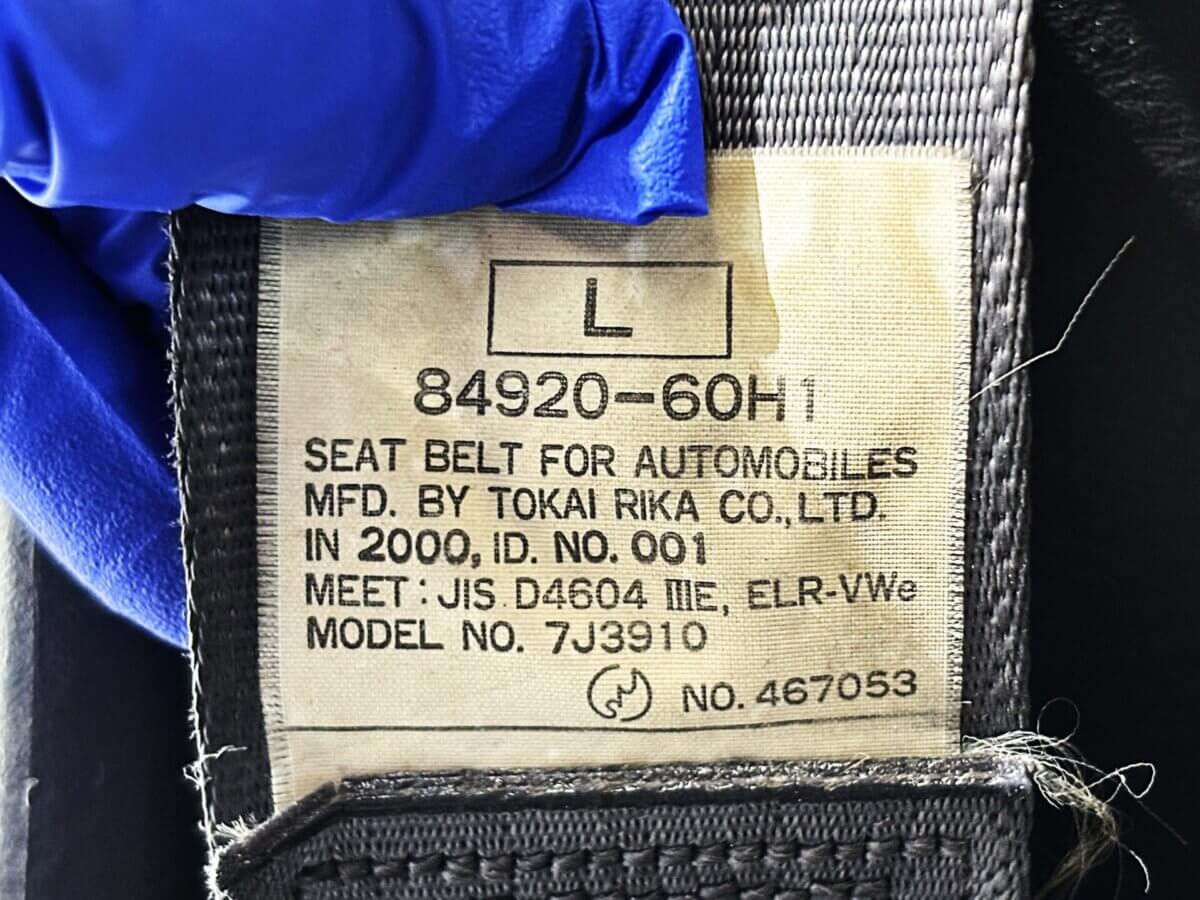 L
84920-60H1
SEAT BELT FOR AUTOMOBILES
MFD. BY TOKAI RIKA CO., LTD.
IN 2000, ID. NO. 001
MEET : JIS D4604 ⅢE, ELR-VWe
MODEL NO. 7J3910
NO. 467053